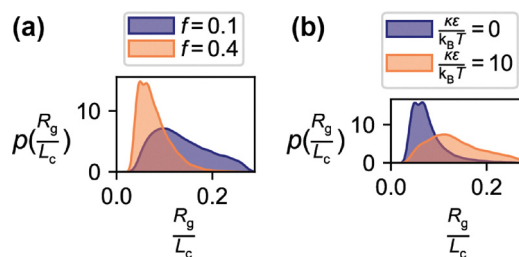 (a)
f = 0.1
f = 0.4
p(Rg/Lc)
10
0
0.0
0.2
Rg/Lc
(b)
κε/kBT = 0
κε/kBT = 10
p(Rg/Lc)
10
0
0.0
0.2
Rg/Lc